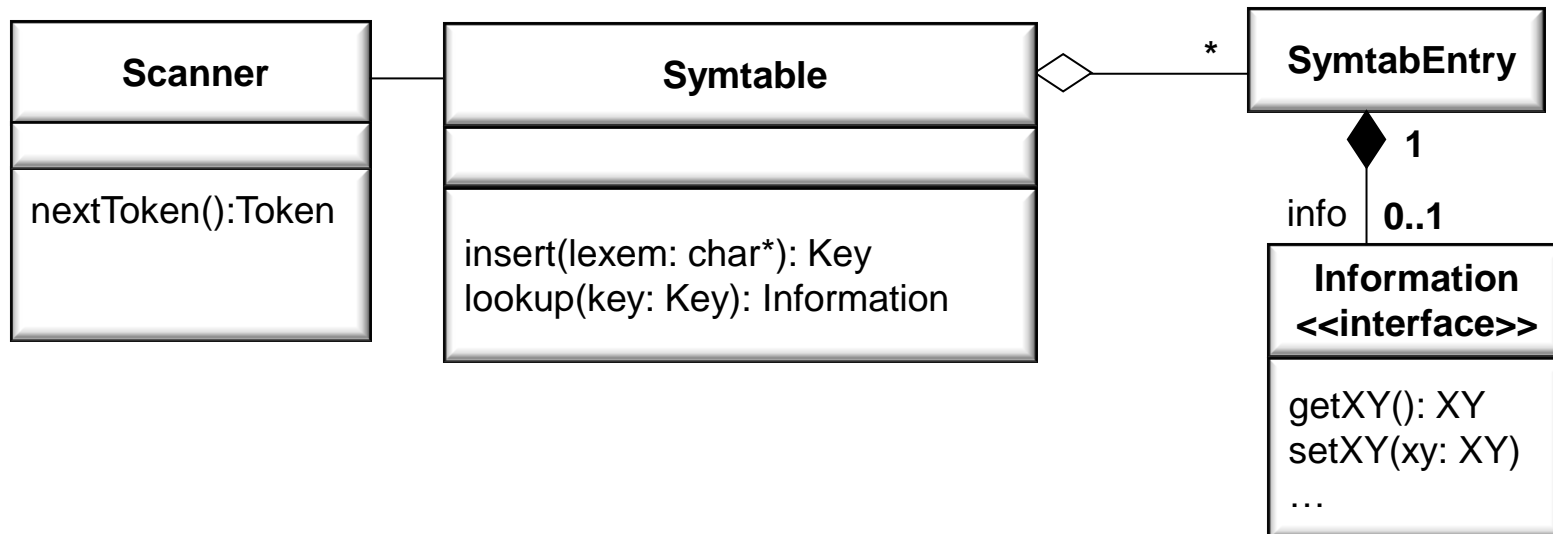 Scanner
nextToken():Token
Symtable
insert(lexem: char*): Key
lookup(key: Key): Information
*
SymtabEntry
1
info 0..1
Information
<<interface>>
getXY(): XY
setXY(xy: XY)
…